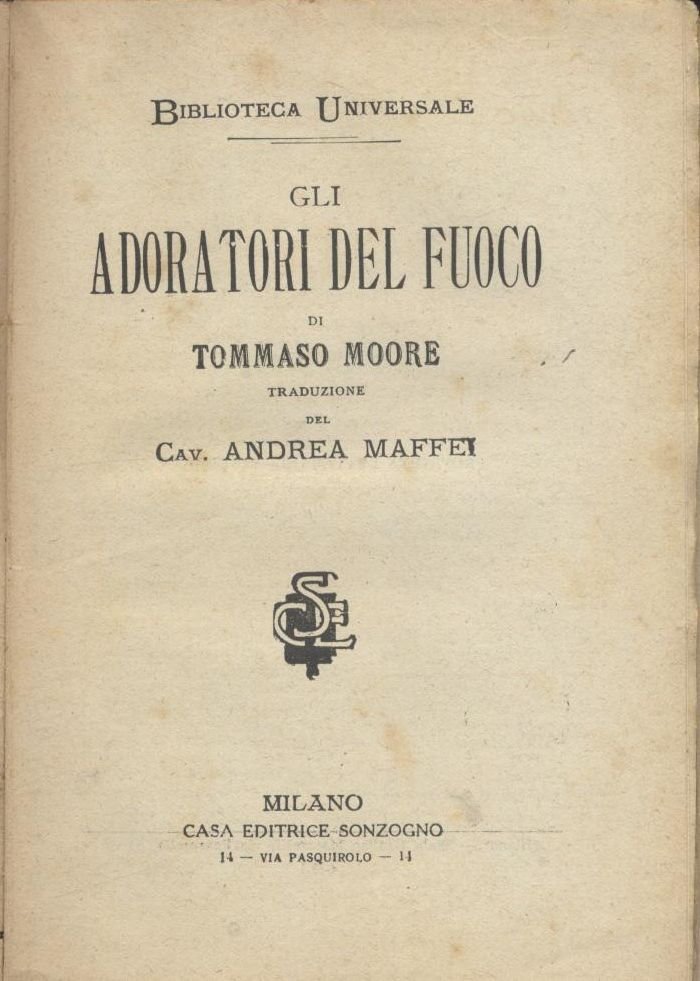 BIBLIOTECA UNIVERSALE
GLI
ADORATORI DEL FUOCO
DI
TOMMASO MOORE
TRADUZIONE
DEL
CAV. ANDREA MAFFEI
CSE
MILANO
CASA EDITRICE SONZOGNO
14 — VIA PASQUIROLO — 14